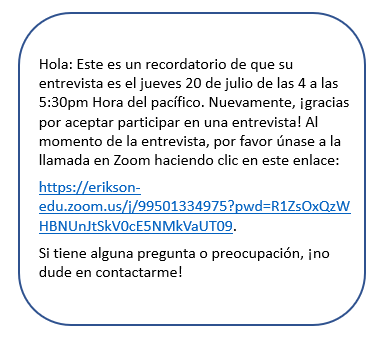 Hola: Este es un recordatorio de que su
entrevista es el jueves 20 de julio de las 4 a las
5:30pm Hora del pacífico. Nuevamente, ¡gracias
por aceptar participar en una entrevista! Al
momento de la entrevista, por favor únase a la
llamada en Zoom haciendo clic en este enlace:
https://erikson-
edu.zoom.us/j/99501334975?pwd=R1ZsOxQzW
HBNUnJtSkV0cE5NMkVaUT09.
Si tiene alguna pregunta o preocupación, ¡no
dude en contactarme!